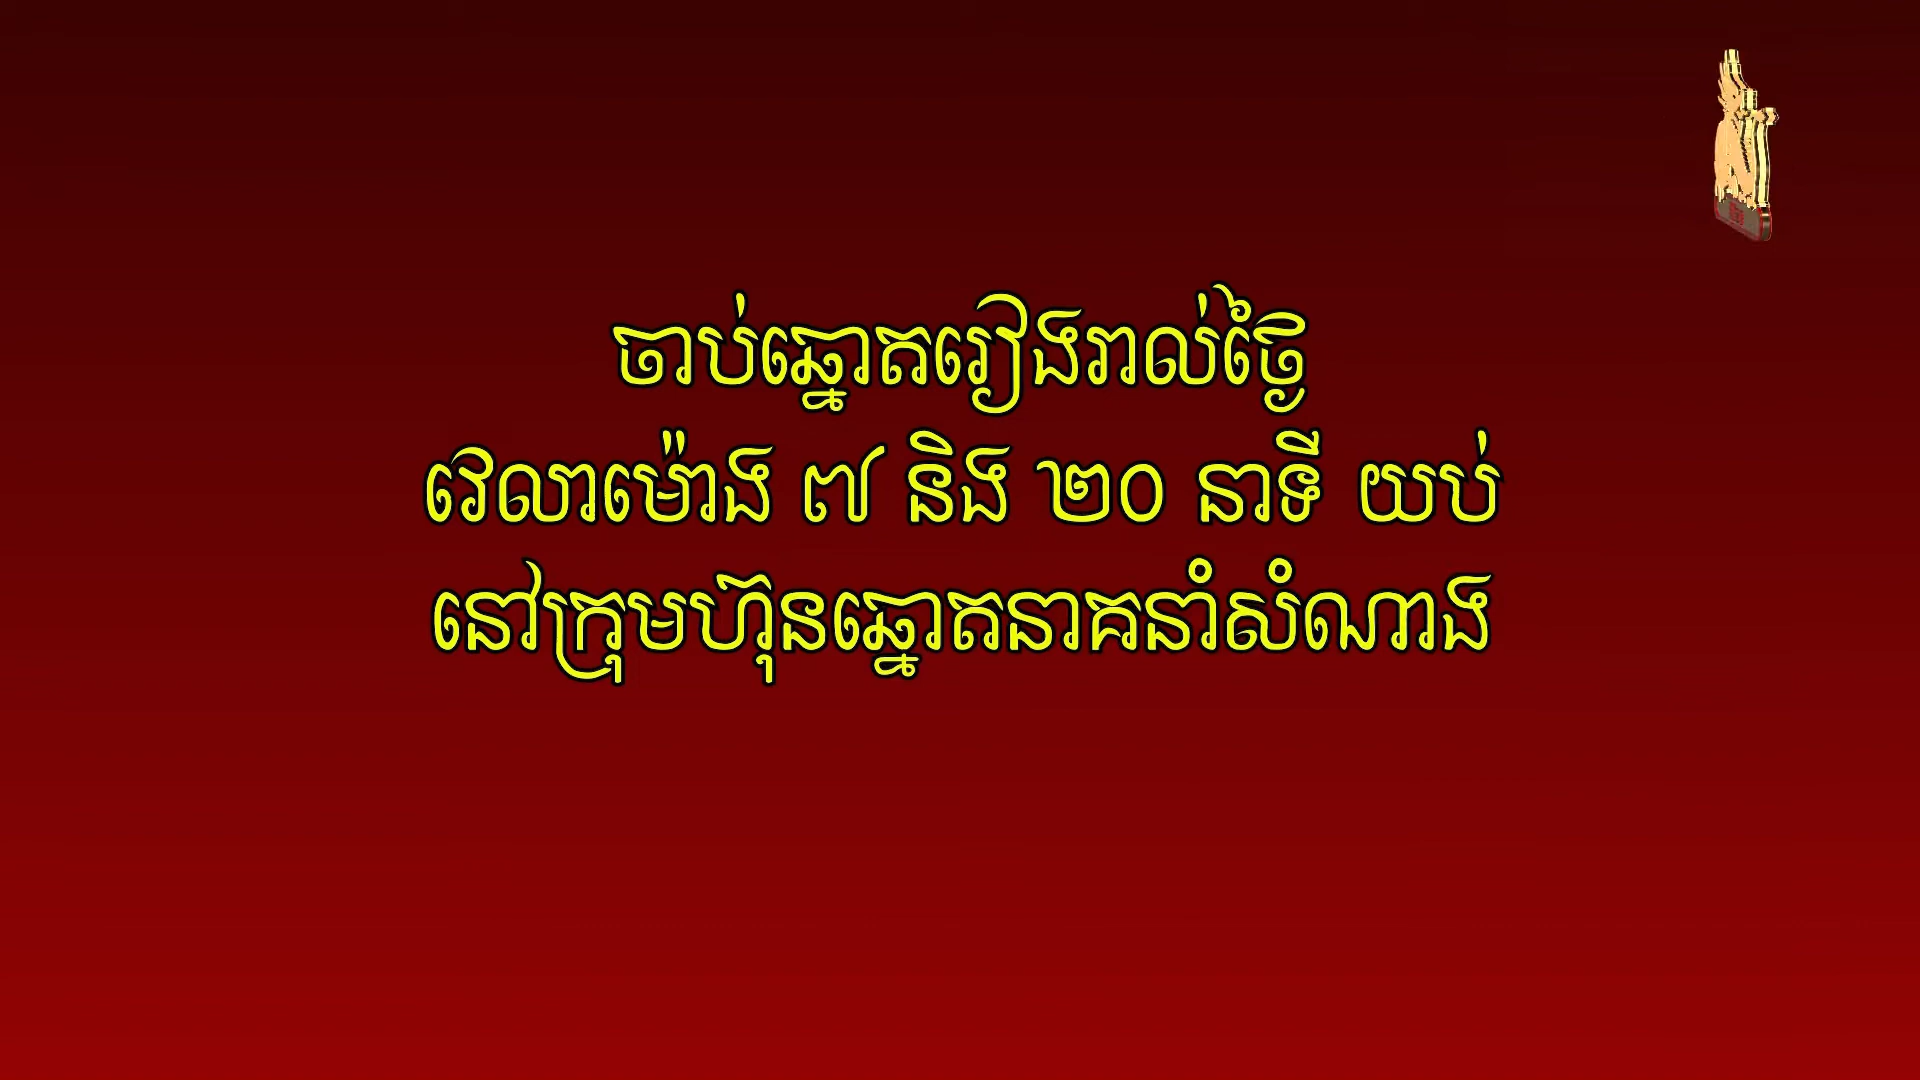 ចាប់ឆ្នោតរៀងរាល់ថ្ងៃ
វេលាម៉ោង ៧ និង ២០ នាទី យប់
នៅក្រុមហ៊ុនឆ្នោតនាគនាំសំណាង